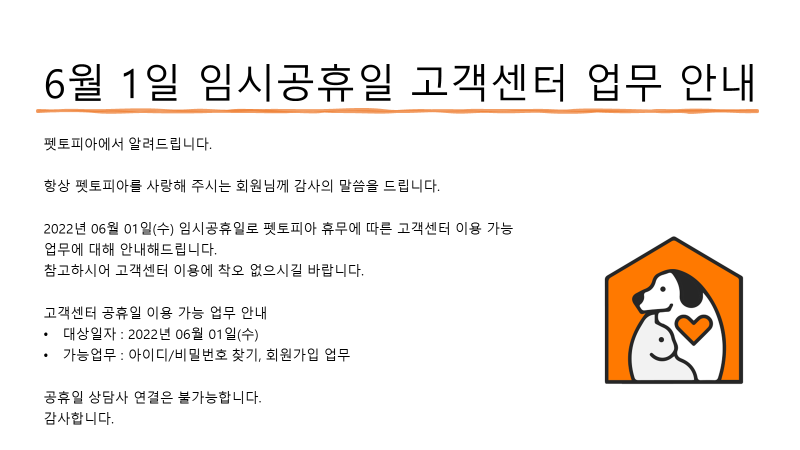 6월 1일 임시공휴일 고객센터 업무 안내
펫토피아에서 알려드립니다.
항상 펫토피아를 사랑해 주시는 회원님께 감사의 말씀을 드립니다.
2022년 06월 01일(수) 임시공휴일로 펫토피아 휴무에 따른 고객센터 이용 가능
업무에 대해 안내해드립니다.
참고하시어 고객센터 이용에 착오 없으시길 바랍니다.
고객센터 공휴일 이용 가능 업무 안내
• 대상일자 : 2022년 06월 01일(수)
• 가능업무 : 아이디/비밀번호 찾기, 회원가입 업무
공휴일 상담사 연결은 불가능합니다.
감사합니다.